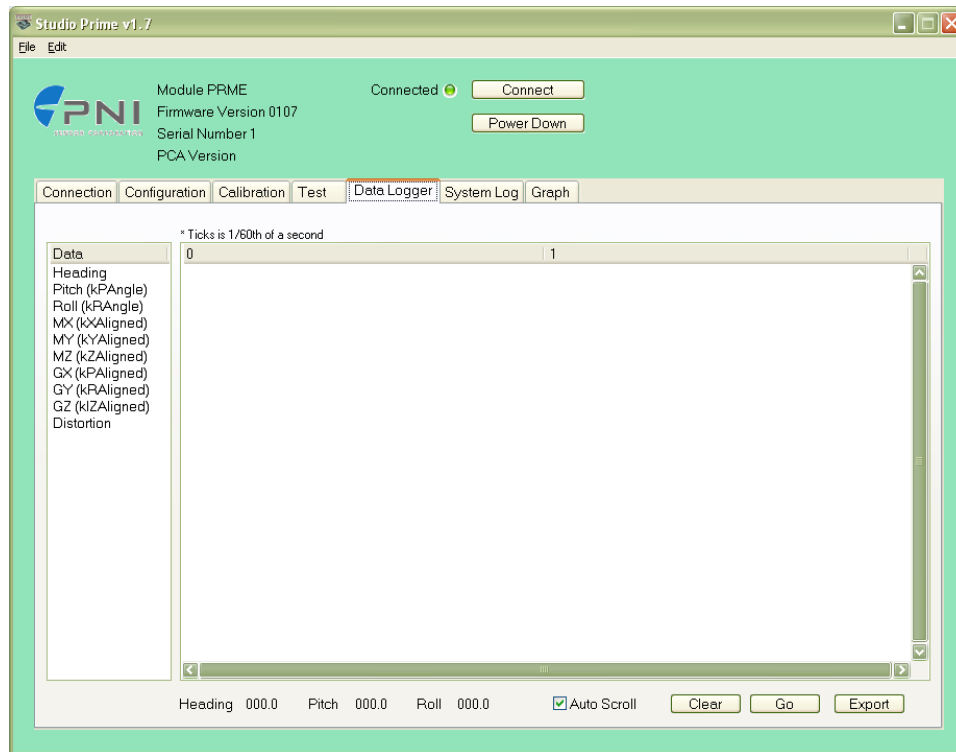 Studio Prime v1.7
File Edit
PNI
Module PRME
Firmware Version 0107
Serial Number 1
PCA Version
Connected
Connect
Power Down
Connection Configuration Calibration Test Data Logger System Log Graph
* Ticks is 1/60th of a second
Data 0 1
Heading
Pitch (kPAngle)
Roll (kRAngle)
MX (kXAligned)
MY (kYAligned)
MZ (kZAligned)
GX (kPAligned)
GY (kRAligned)
GZ (kIZAligned)
Distortion
Heading 000.0 Pitch 000.0 Roll 000.0 Auto Scroll Clear Go Export